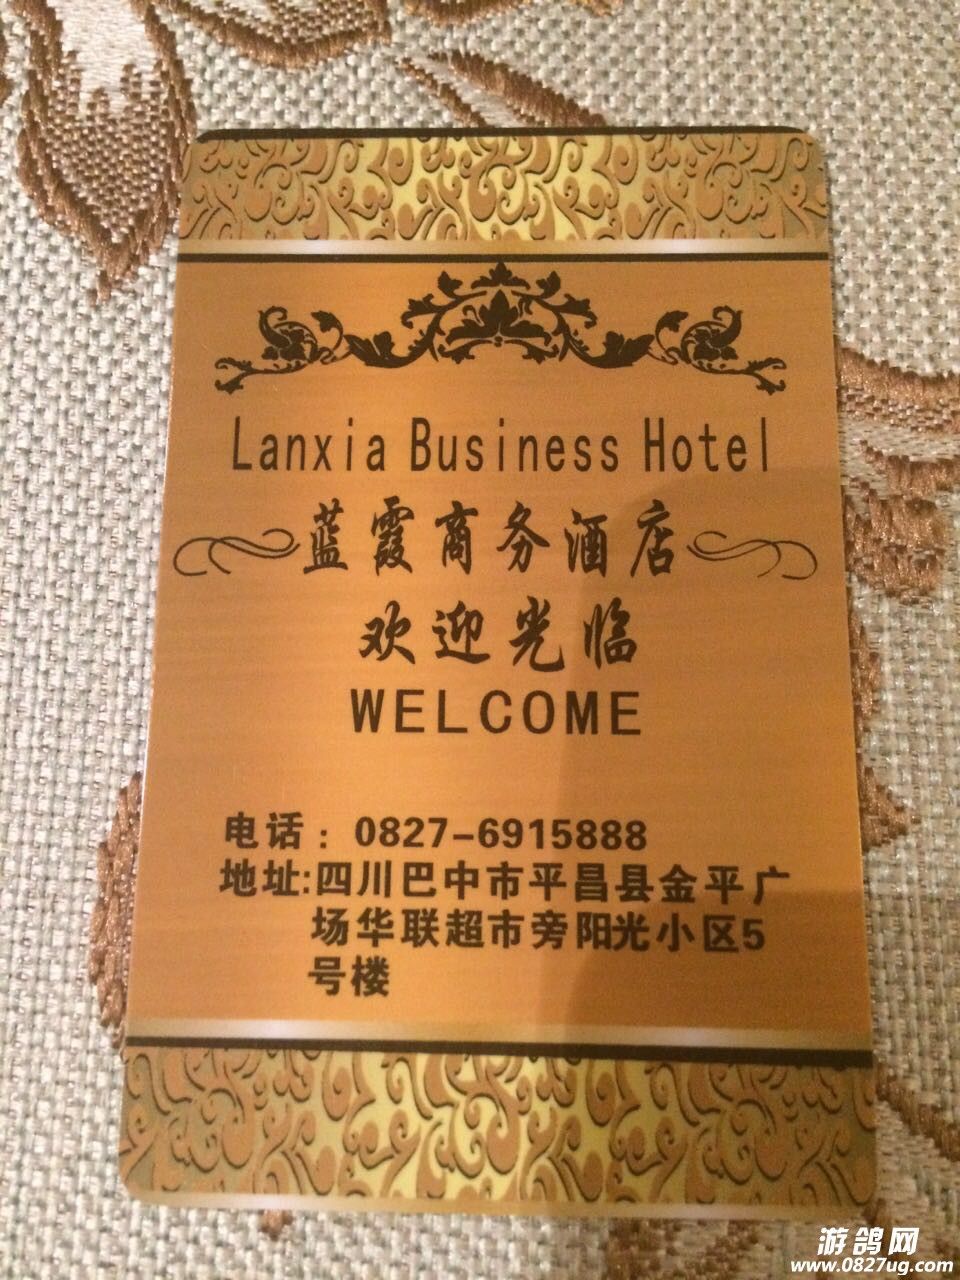 Lanxia Business Hotel
蓝霞商务酒店
欢迎光临
WELCOME
电话：0827-6915888
地址:四川巴中市平昌县金平广
场华联超市旁阳光小区5
号楼
游鸽网
www.0827ug.com